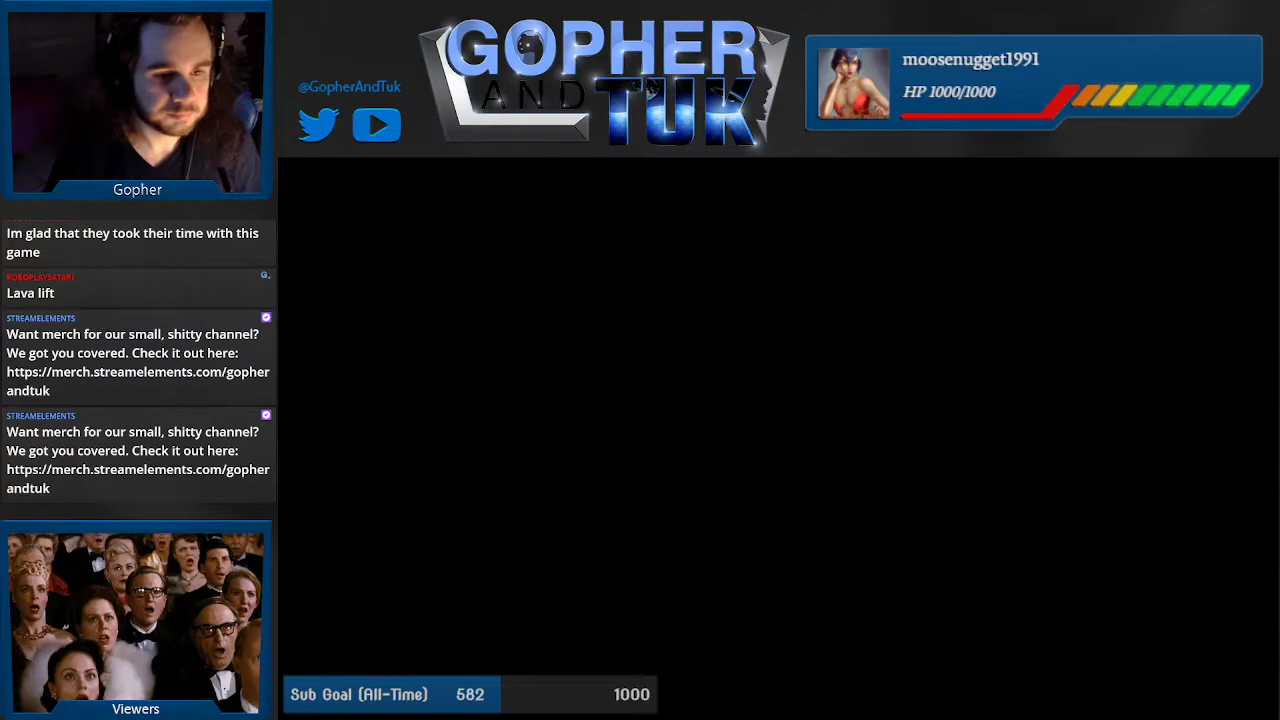 GOPHER
AND TUK
@GopherAndTuk
moosenugget1991
HP 1000/1000
Gopher
Im glad that they took their time with this
game
ROBOPLAYSATARI
Lava lift
STREAMELEMENTS
Want merch for our small, shitty channel?
We got you covered. Check it out here:
https://merch.streamelements.com/gopher
andtuk
STREAMELEMENTS
Want merch for our small, shitty channel?
We got you covered. Check it out here:
https://merch.streamelements.com/gopher
andtuk
Viewers
Sub Goal (All-Time) 582 1000